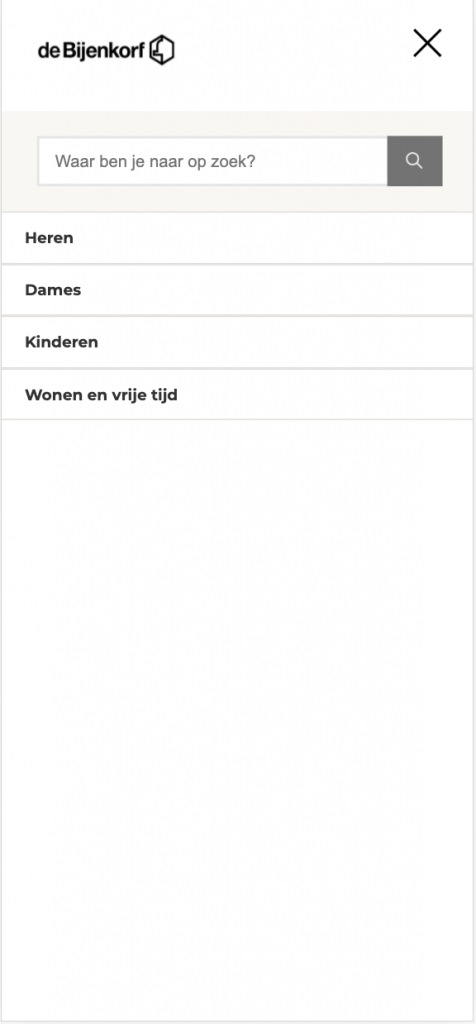 de Bijenkorf
Waar ben je naar op zoek?
Heren
Dames
Kinderen
Wonen en vrije tijd